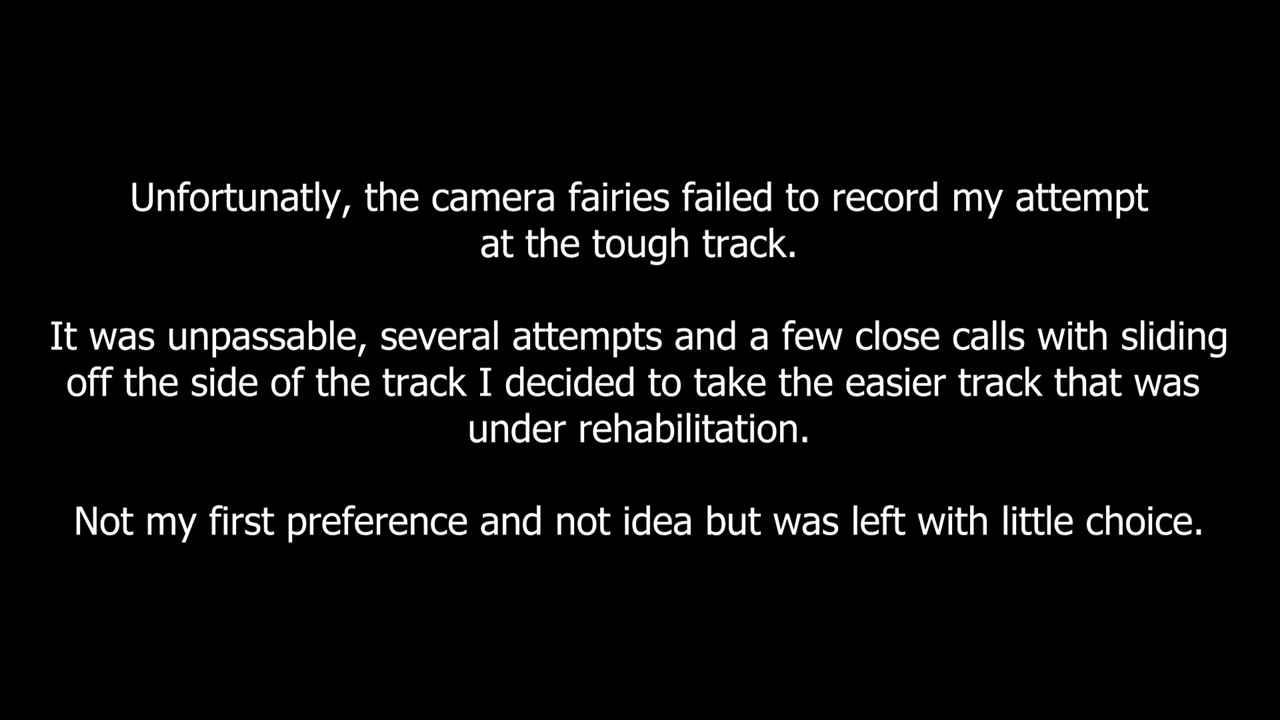 Unfortunatly, the camera fairies failed to record my attempt
at the tough track.
It was unpassable, several attempts and a few close calls with sliding
off the side of the track I decided to take the easier track that was
under rehabilitation.
Not my first preference and not idea but was left with little choice.